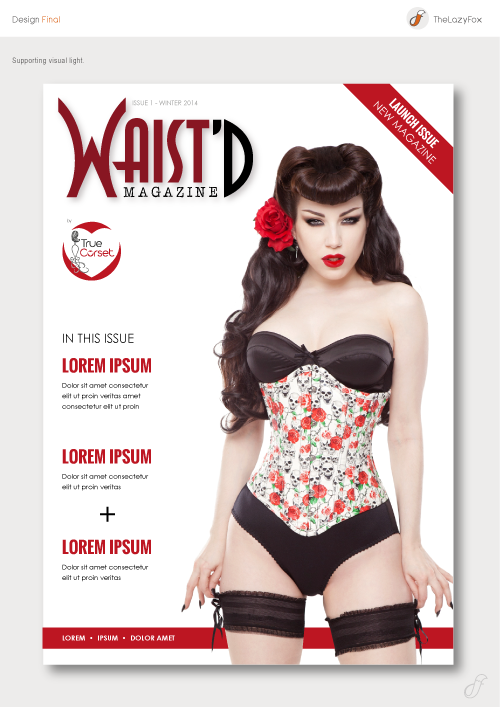 Design Final
TheLazyFox
Supporting visual light.
ISSUE 1 - WINTER 2014
WAIST'D
MAGAZINE
LAUNCH ISSUE
NEW MAGAZINE
by
True
Corset
IN THIS ISSUE
LOREM IPSUM
Dolor sit amet consectetur
elit ut proin veritas amet
consectetur elit ut proin
LOREM IPSUM
Dolor sit amet consectetur
elit ut proin veritas
+
LOREM IPSUM
Dolor sit amet consectetur
elit ut proin veritas
LOREM • IPSUM • DOLOR AMET